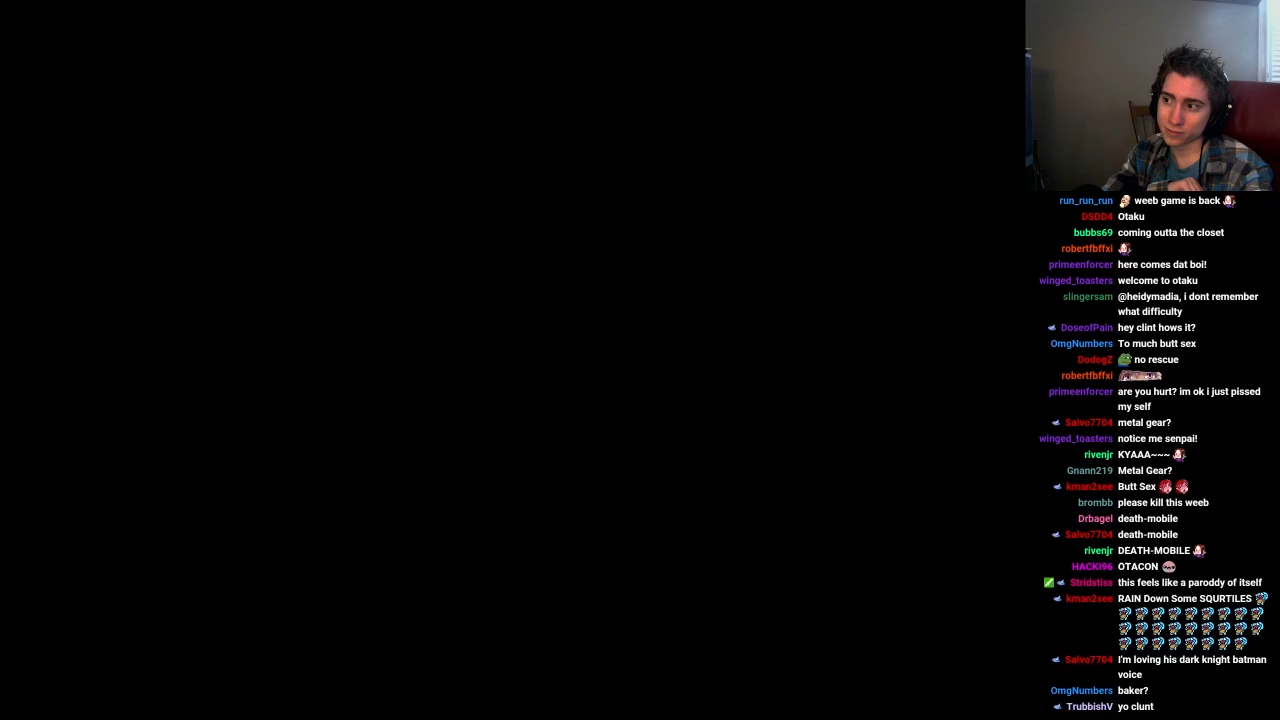 run_run_run weeb game is back
DSDD4 Otaku
bubbs69 coming outta the closet
robertfbffxi
primeenforcer here comes dat boi!
winged_toasters welcome to otaku
slingersam @heidymadia, i dont remember
what difficulty
DoseofPain hey clint hows it?
OmgNumbers To much butt sex
DodogZ no rescue
robertfbffxi
primeenforcer are you hurt? im ok i just pissed
my self
Salvo7704 metal gear?
winged_toasters notice me senpai!
rivenjr KYAAA~~~
Gnann219 Metal Gear?
kman2see Butt Sex
brombb please kill this weeb
Drbagel death-mobile
Salvo7704 death-mobile
rivenjr DEATH-MOBILE
HACKI96 OTACON
Stridstiss this feels like a paroddy of itself
kman2see RAIN Down Some SQURTILES
Salvo7704 I'm loving his dark knight batman
voice
OmgNumbers baker?
TrubbishV yo clunt